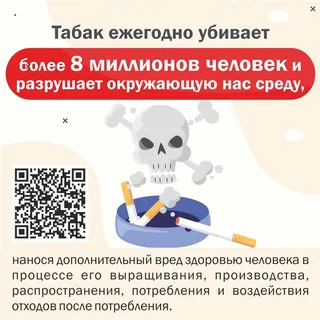 Табак ежегодно убивает
более 8 миллионов человек и
разрушает окружающую нас среду,
нанося дополнительный вред здоровью человека в
процессе его выращивания, производства,
распространения, потребления и воздействия
отходов после потребления.